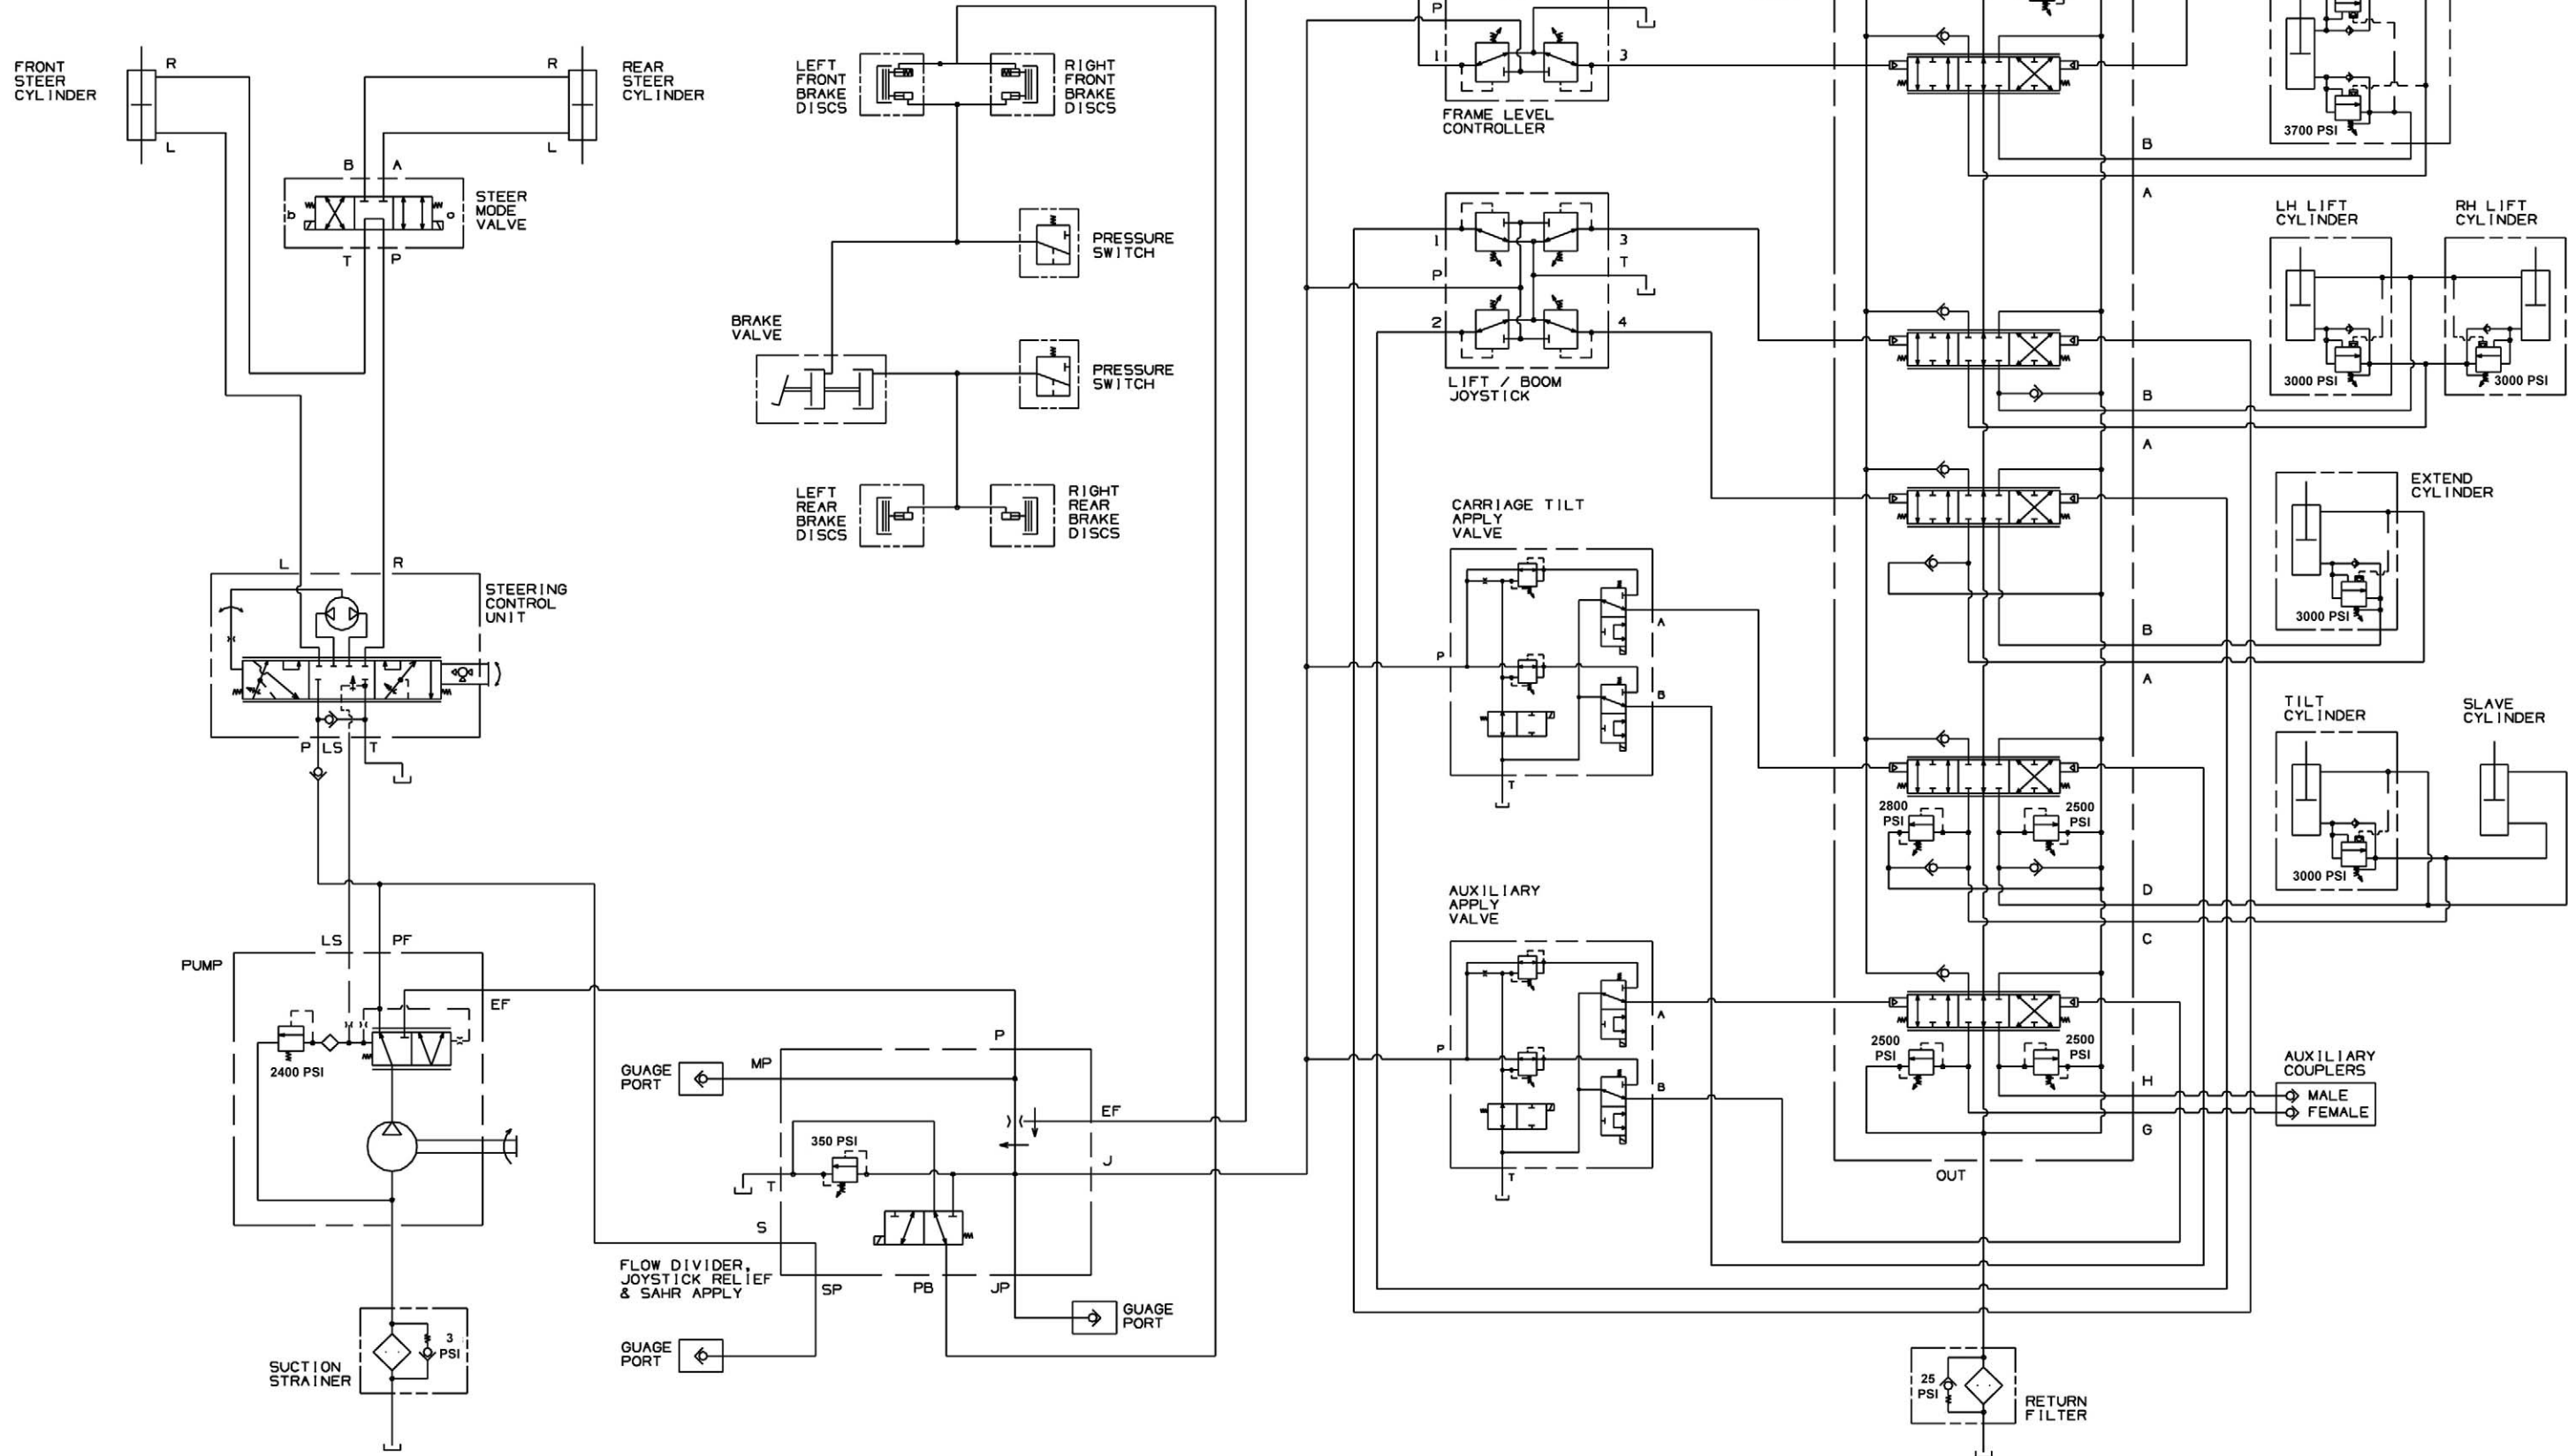 FRONT
STEER
CYLINDER
R
L
REAR
STEER
CYLINDER
R
L
B
A
b
a
STEER
MODE
VALVE
T
P
L
R
STEERING
CONTROL
UNIT
P
LS
T
LS
PF
PUMP
EF
2400 PSI
SUCTION
STRAINER
3
PSI
LEFT
FRONT
BRAKE
DISCS
RIGHT
FRONT
BRAKE
DISCS
PRESSURE
SWITCH
BRAKE
VALVE
PRESSURE
SWITCH
LEFT
REAR
BRAKE
DISCS
RIGHT
REAR
BRAKE
DISCS
P
MP
GUAGE
PORT
EF
350 PSI
J
T
S
FLOW DIVIDER,
JOYSTICK RELIEF
& SAHR APPLY
SP
PB
JP
GUAGE
PORT
GUAGE
PORT
P
1
3
FRAME LEVEL
CONTROLLER
1
3
T
P
2
4
LIFT / BOOM
JOYSTICK
CARRIAGE TILT
APPLY
VALVE
A
P
B
T
AUXILIARY
APPLY
VALVE
A
P
B
T
3700 PSI
B
A
LH LIFT
CYLINDER
RH LIFT
CYLINDER
3000 PSI
3000 PSI
B
A
EXTEND
CYLINDER
3000 PSI
B
A
TILT
CYLINDER
SLAVE
CYLINDER
2800
PSI
2500
PSI
3000 PSI
D
C
2500
PSI
2500
PSI
AUXILIARY
COUPLERS
H
MALE
FEMALE
G
OUT
25
PSI
RETURN
FILTER